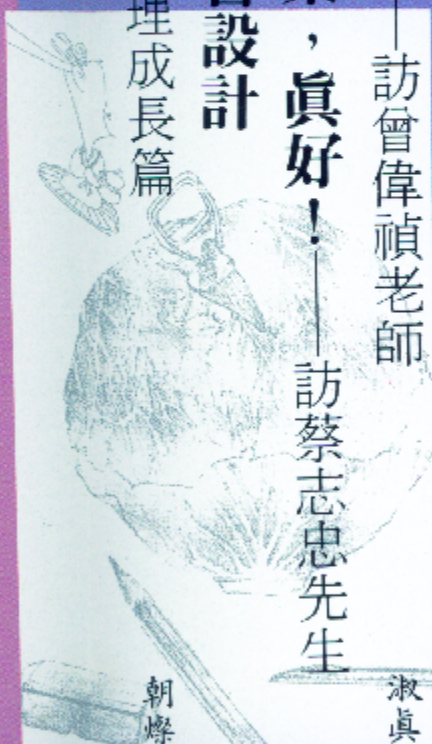 ——訪曾偉禎老師
淑眞
，眞好！——訪蔡志忠先生
設計
成長篇
朝燦